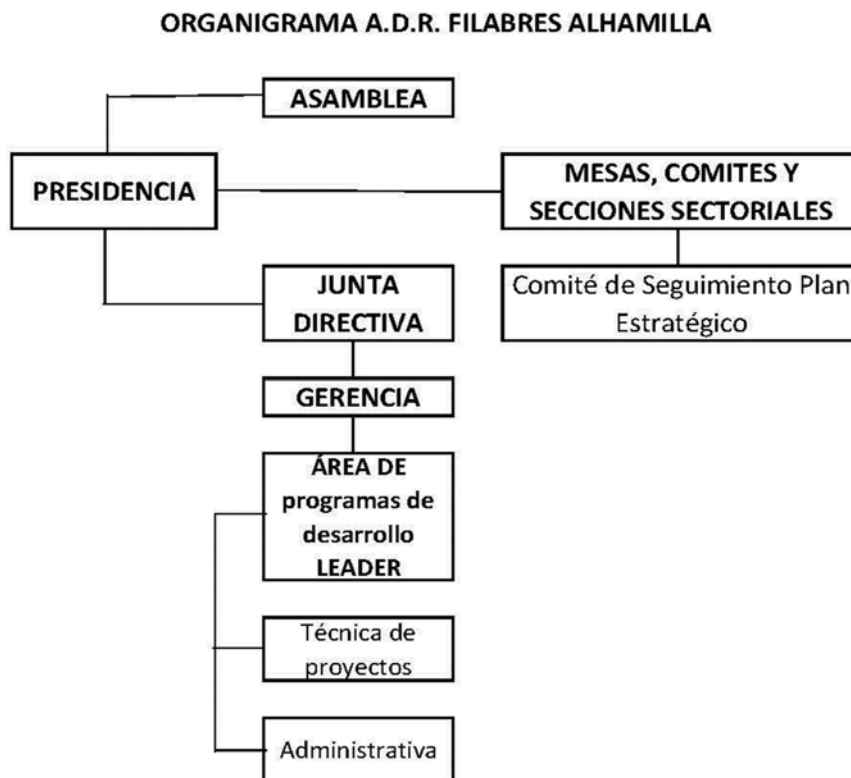 ORGANIGRAMA A.D.R. FILABRES ALHAMILLA
ASAMBLEA
PRESIDENCIA
MESAS, COMITES Y
SECCIONES SECTORIALES
JUNTA
DIRECTIVA
Comité de Seguimiento Plan
Estratégico
GERENCIA
ÁREA DE
programas de
desarrollo
LEADER
Técnica de
proyectos
Administrativa